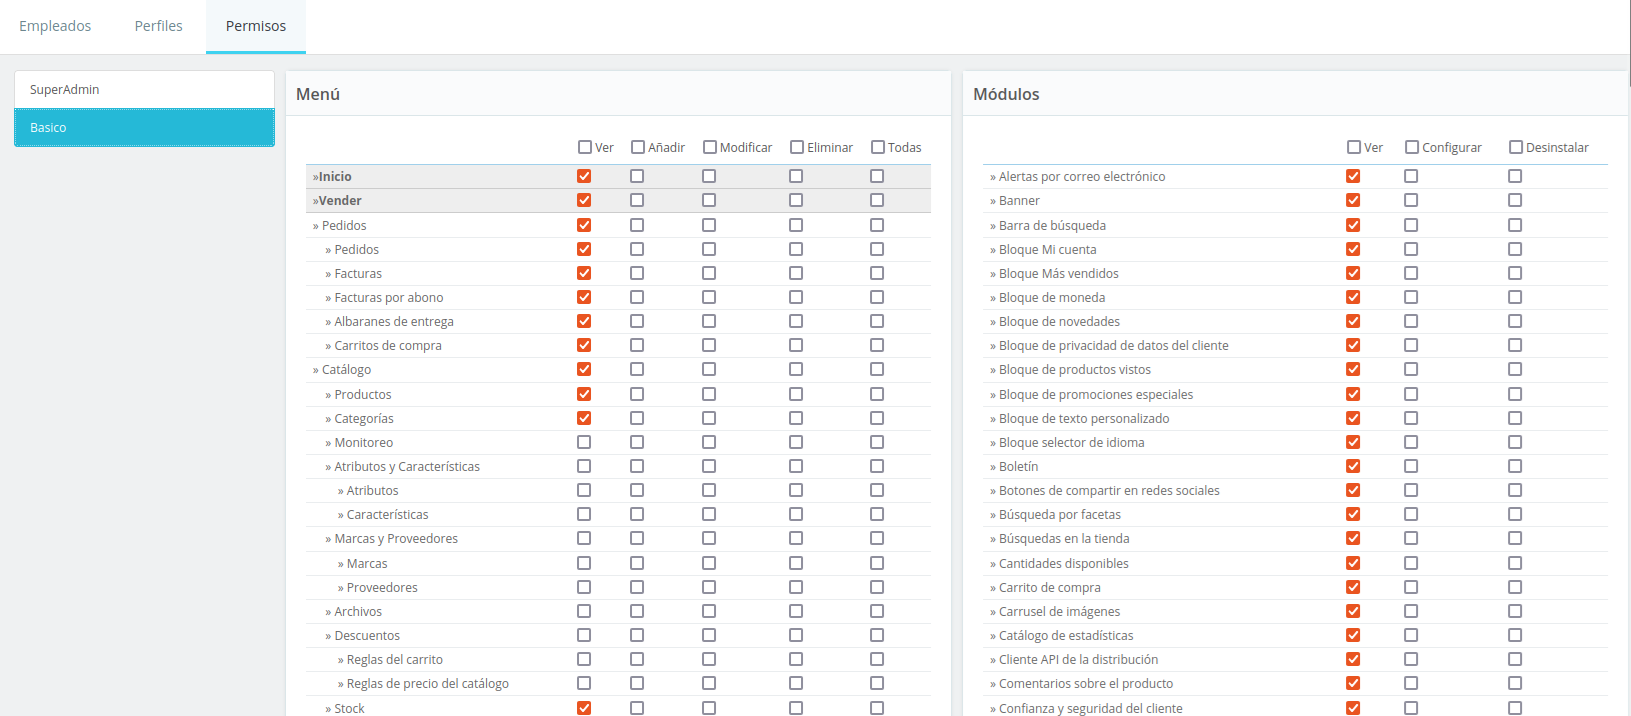 Empleados Perfiles Permisos
SuperAdmin
Basico
Menú
Ver Añadir Modificar Eliminar Todas
»Inicio
»Vender
» Pedidos
» Pedidos
» Facturas
» Facturas por abono
» Albaranes de entrega
» Carritos de compra
» Catálogo
» Productos
» Categorías
» Monitoreo
» Atributos y Características
» Atributos
» Características
» Marcas y Proveedores
» Marcas
» Proveedores
» Archivos
» Descuentos
» Reglas del carrito
» Reglas de precio del catálogo
» Stock
Módulos
Ver Configurar Desinstalar
» Alertas por correo electrónico
» Banner
» Barra de búsqueda
» Bloque Mi cuenta
» Bloque Más vendidos
» Bloque de moneda
» Bloque de novedades
» Bloque de privacidad de datos del cliente
» Bloque de productos vistos
» Bloque de promociones especiales
» Bloque de texto personalizado
» Bloque selector de idioma
» Boletín
» Botones de compartir en redes sociales
» Búsqueda por facetas
» Búsquedas en la tienda
» Cantidades disponibles
» Carrito de compra
» Carrusel de imágenes
» Catálogo de estadísticas
» Cliente API de la distribución
» Comentarios sobre el producto
» Confianza y seguridad del cliente